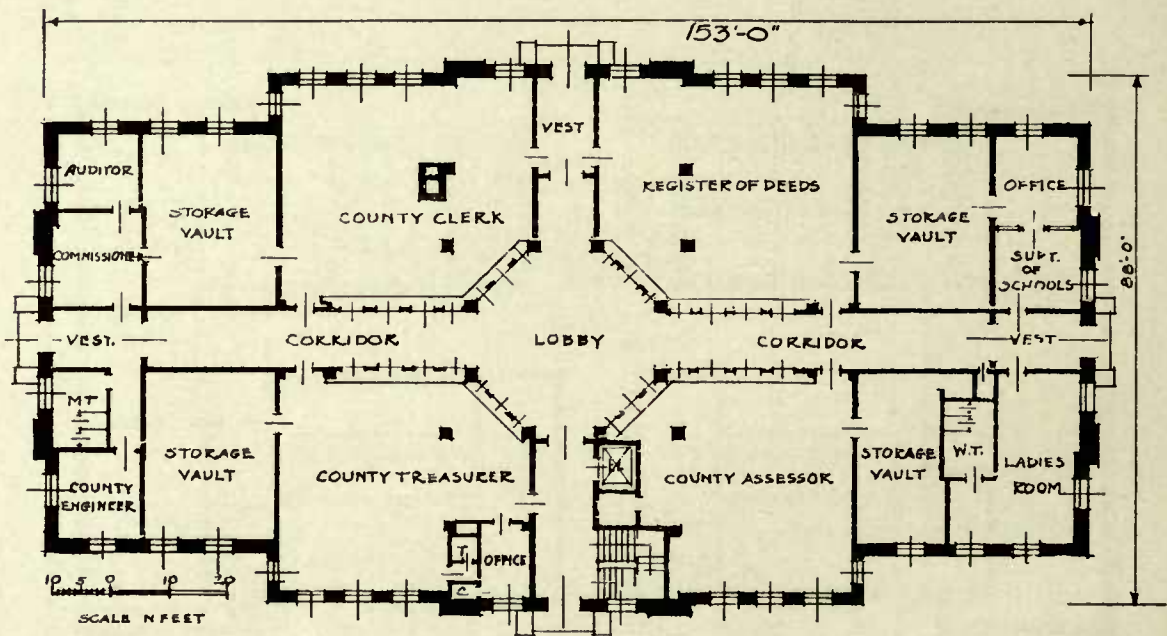 153'-0"
VEST
AUDITOR
STORAGE
VAULT
COUNTY CLERK
REGISTER OF DEEDS
STORAGE
VAULT
OFFICE
COMMISSIONER
SUPT.
OF
SCHOOLS
88'-0"
VEST.
CORRIDOR
LOBBY
CORRIDOR
VEST
M.T
STORAGE
VAULT
COUNTY
ENGINEER
COUNTY TREASURER
EL
COUNTY ASSESSOR
STORAGE
VAULT
W.T.
LADIES
ROOM
T
OFFICE
C
10 5 0 10 20
SCALE IN FEET